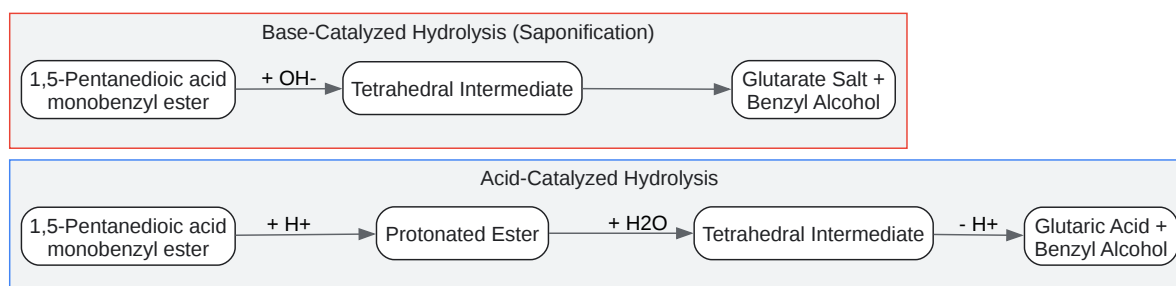 Base-Catalyzed Hydrolysis (Saponification)
1,5-Pentanedioic acid
monobenzyl ester
+ OH-
Tetrahedral Intermediate
Glutarate Salt +
Benzyl Alcohol
Acid-Catalyzed Hydrolysis
1,5-Pentanedioic acid
monobenzyl ester
+ H+
Protonated Ester
+ H2O
Tetrahedral Intermediate
- H+
Glutaric Acid +
Benzyl Alcohol